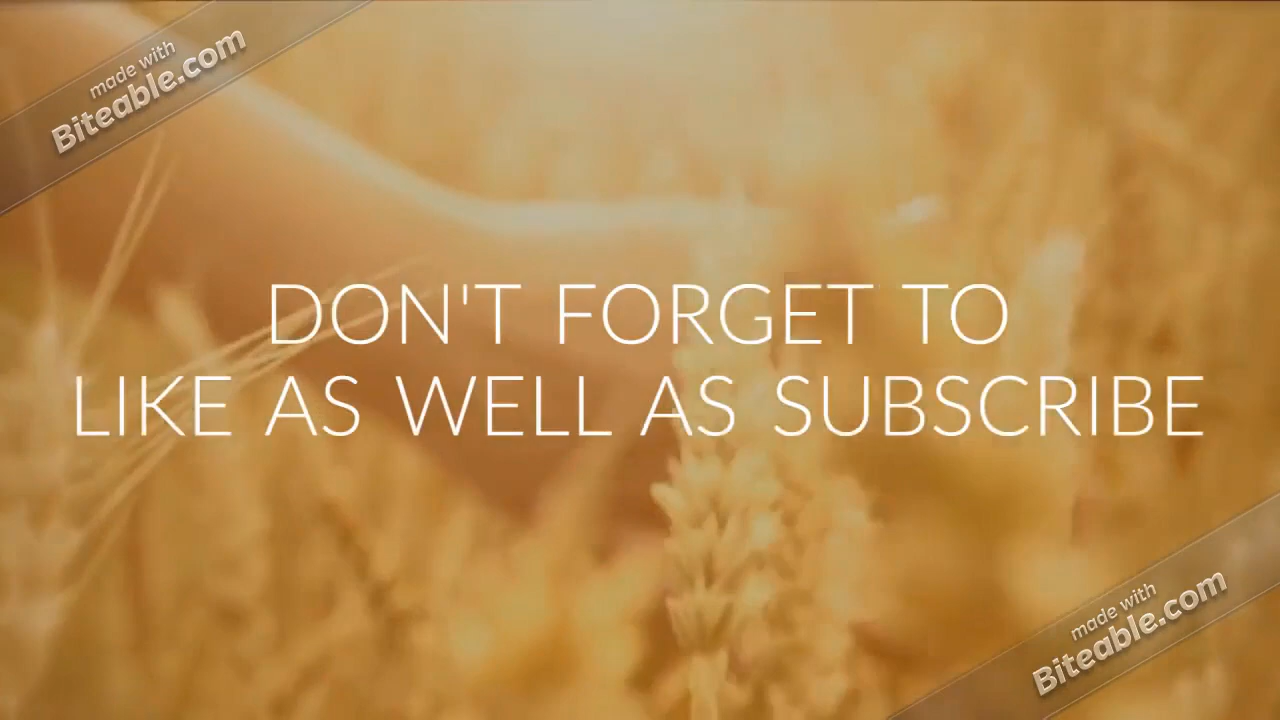 made with
Biteable.com
DON'T FORGET TO
LIKE AS WELL AS SUBSCRIBE
made with
Biteable.com